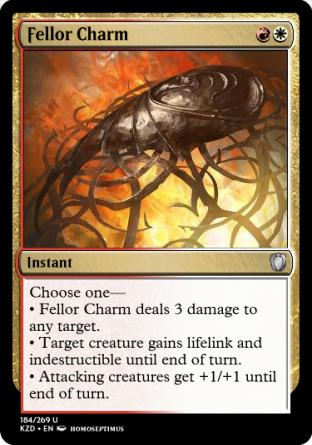 Fellor Charm
Instant
Choose one—
• Fellor Charm deals 3 damage to
any target.
• Target creature gains lifelink and
indestructible until end of turn.
• Attacking creatures get +1/+1 until
end of turn.
184/269 U
KZD • EN HOMOSEPTIMUS